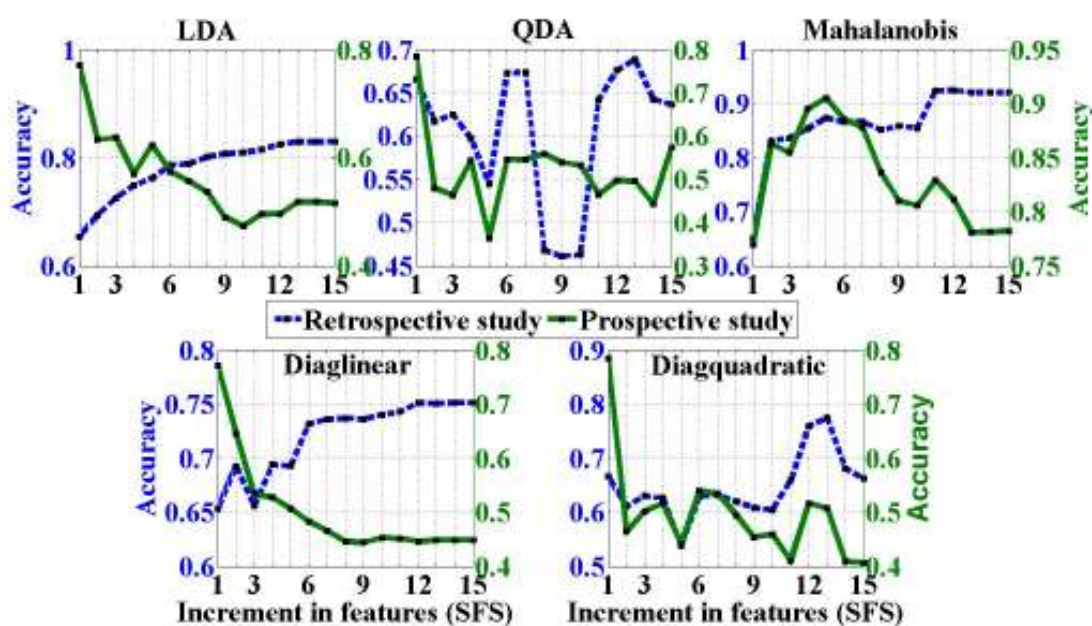 LDA
QDA
Mahalanobis
1
0.8
0.6
0.8
0.6
0.4
Accuracy
1 3 6 9 12 15
0.7
0.65
0.6
0.55
0.5
0.45
0.8
0.7
0.6
0.5
0.4
0.3
1 3 6 9 12 15
1
0.9
0.8
0.7
0.6
0.95
0.9
0.85
0.8
0.75
Accuracy
1 3 6 9 12 15
Retrospective study Prospective study
Diaglinear
0.8
0.75
0.7
0.65
0.6
Accuracy
0.8
0.7
0.6
0.5
0.4
1 3 6 9 12 15
Increment in features (SFS)
Diagquadratic
0.9
0.8
0.7
0.6
0.5
0.8
0.7
0.6
0.5
0.4
Accuracy
1 3 6 9 12 15
Increment in features (SFS)